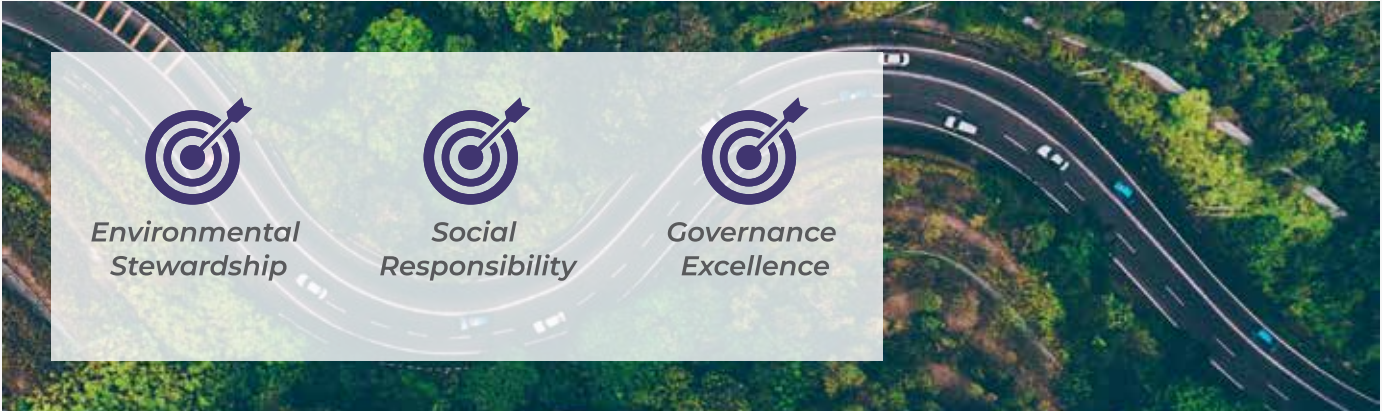 Environmental
Stewardship
Social
Responsibility
Governance
Excellence